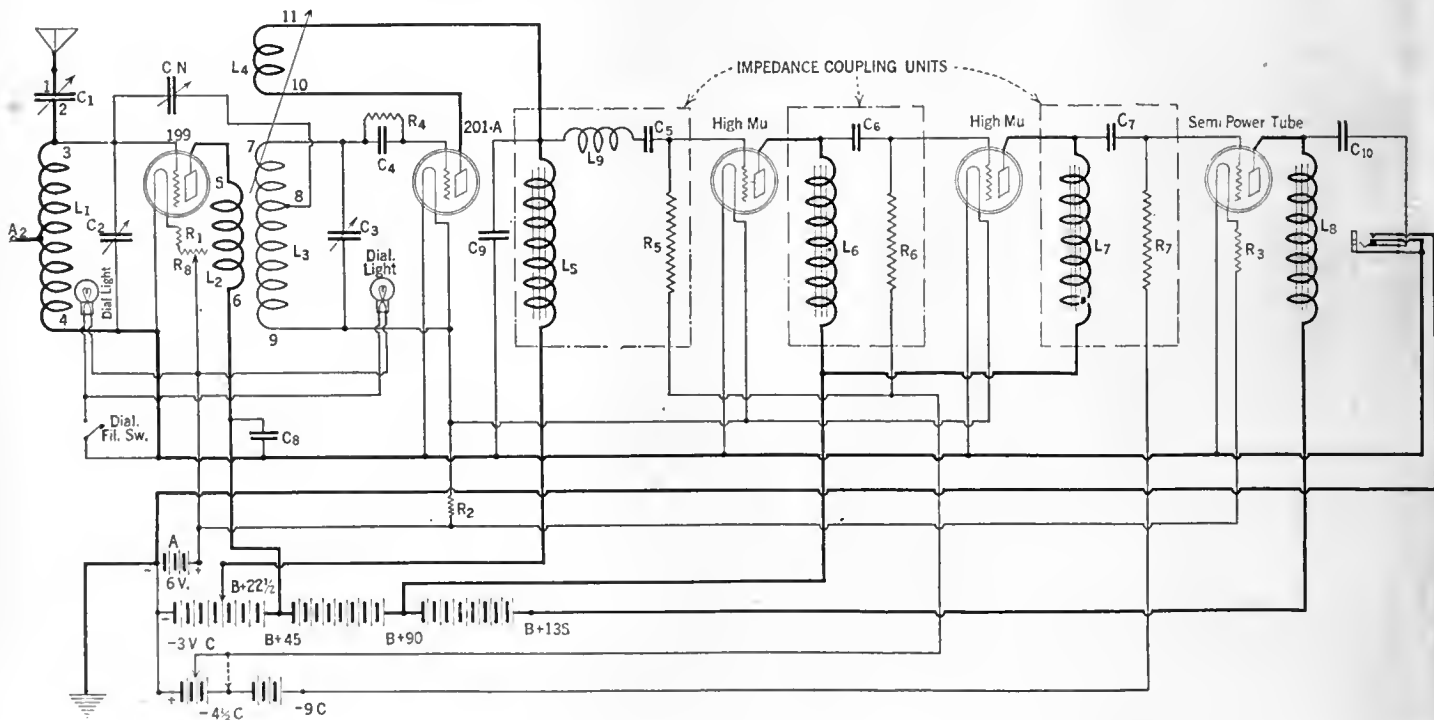 11
L4
10
IMPEDANCE COUPLING UNITS
C N
1
2
C1
R4
C4
201-A
C5
High Mu
C6
High Mu
C7
Semi Power Tube
C10
3
199
7
L9
5
8
A2
L1
C2
R1
R8
L2
L3
C3
C9
L5
R5
L6
R6
L7
R7
R3
L8
Dial Light
Dial. Light
4
6
9
Dial. Fil. Sw.
C8
R2
A
-
+
6V.
B+22½
-
-3 V C
B+45
B+90
B+135
+
-4½ C
-9 C